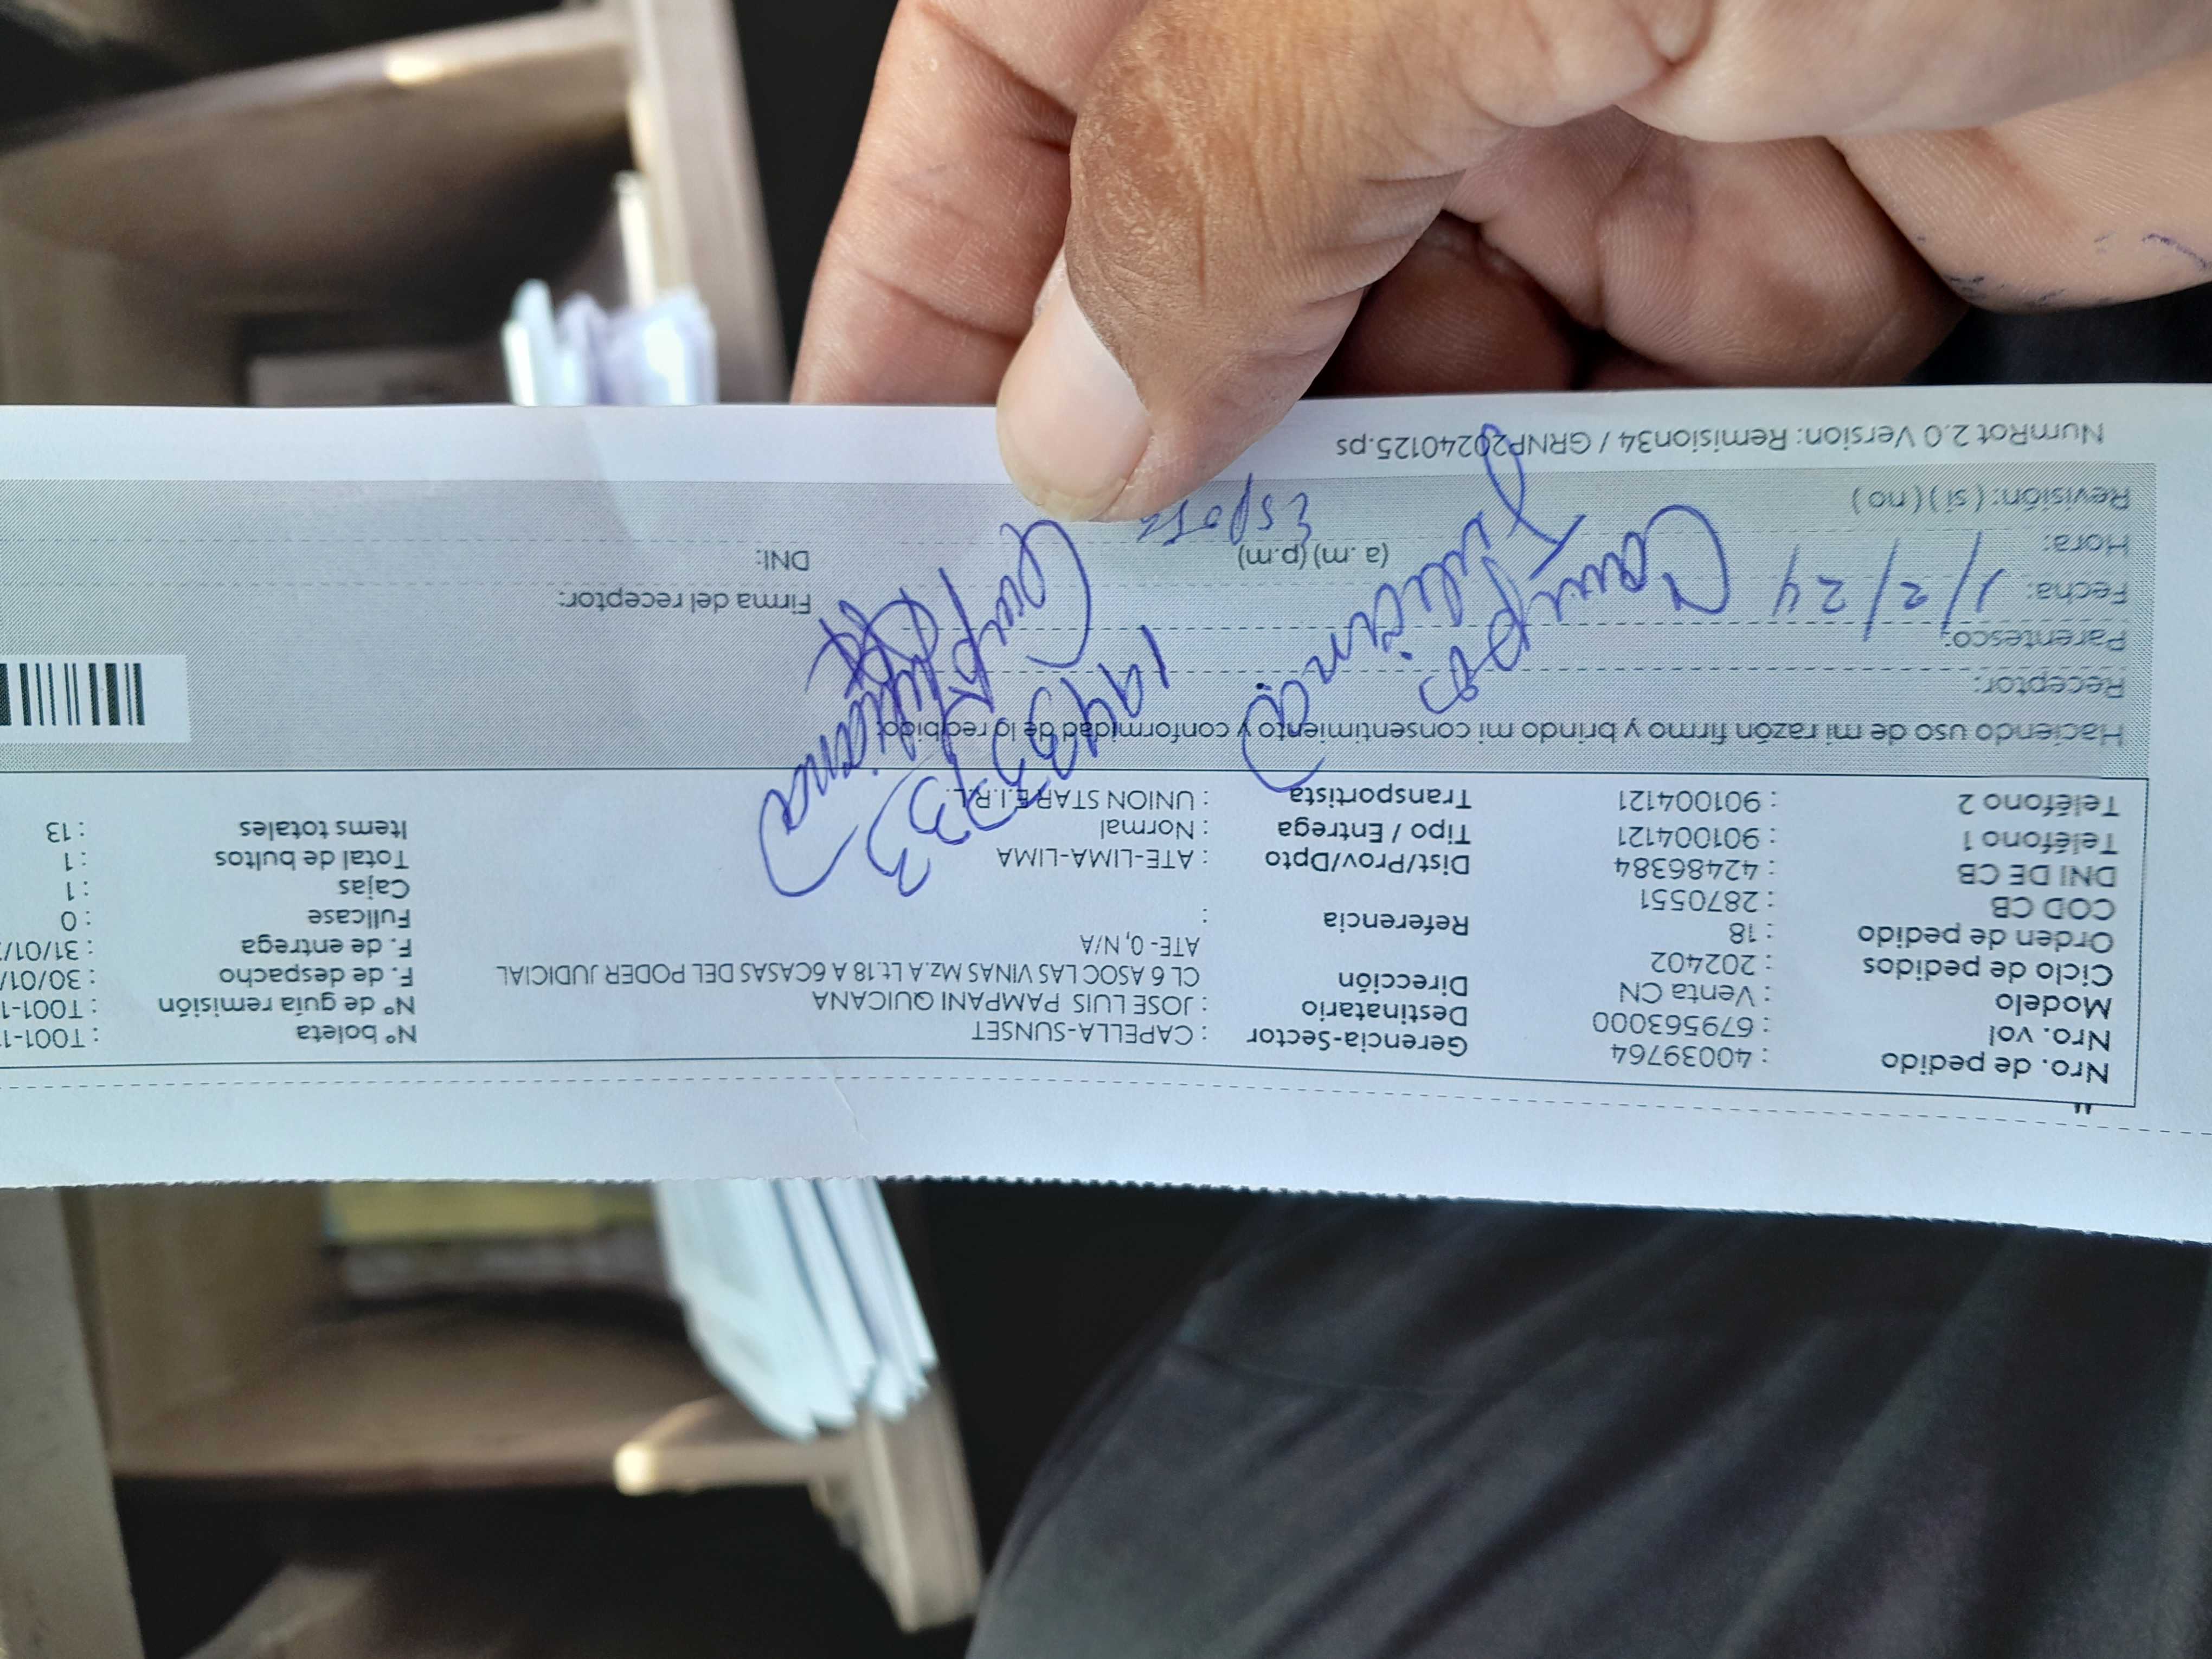 Nro. de pedido : 40039764 Gerencia-Sector : CAPELLA-SUNSET Nº boleta : T001-1
Nro. vol : 679563000 Destinatario : JOSE LUIS PAMPANI QUICANA Nº de guía remisión : T001-1
Modelo : Venta CN Dirección CL 6 ASOC LAS VINAS Mz.A Lt.18 A 6CASAS DEL PODER JUDICIAL F. de despacho : 30/01/
Ciclo de pedidos : 202402 ATE- 0, N/A F. de entrega : 31/01/
Orden de pedido : 18 Referencia : Fullcase : 0
COD CB : 2870551 Cajas : 1
DNI DE CB : 42486384 Dist/Prov/Dpto : ATE-LIMA-LIMA Total de bultos : 1
Teléfono 1 : 901004121 Tipo / Entrega : Normal Items totales : 13
Teléfono 2 : 901004121 Transportista : UNION STAR E.I.R.L.
Haciendo uso de mi razón firmo y brindo mi consentimiento y conformidad de lo recibido:
Receptor:
Parentesco:
Fecha: 1/2/24 Firma del receptor:
Hora: (a. m) (p.m) DNI:
Revisión: ( si ) ( no )
Campos
Juliana
NumRot 2.0 Version: Remision34 / GRNP20240125.ps